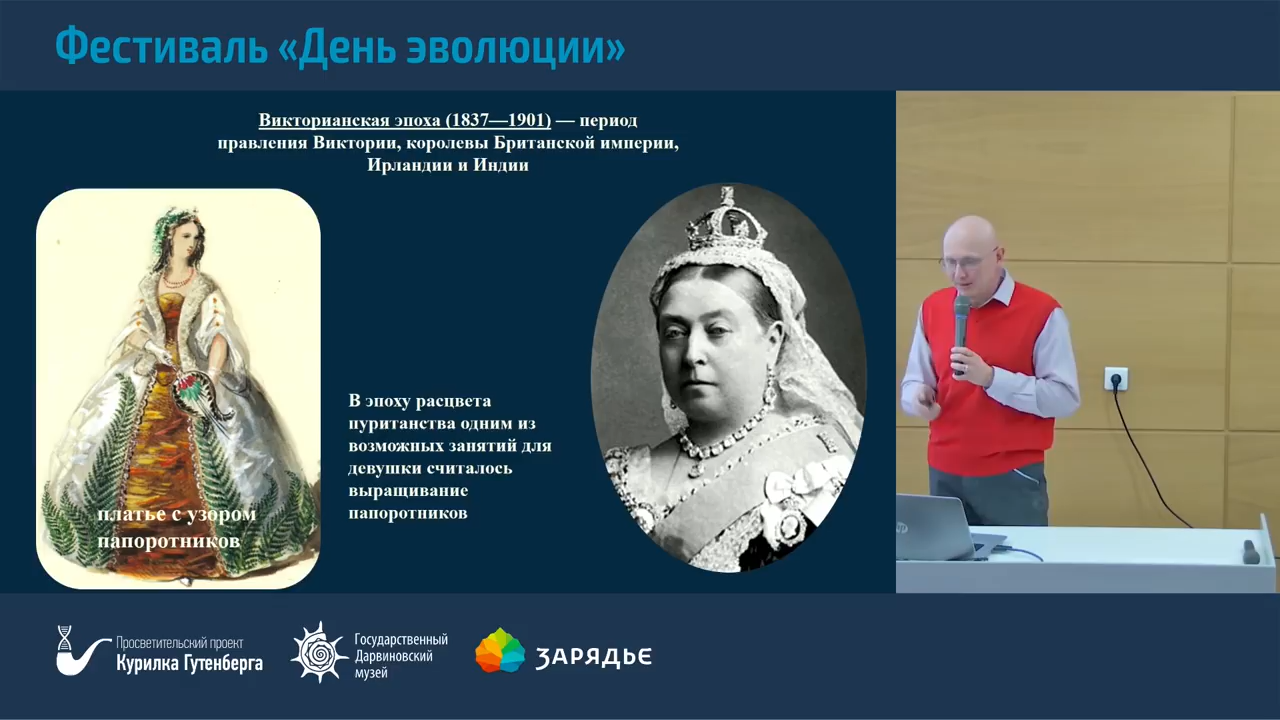 Фестиваль «День эволюции»
Викторианская эпоха (1837—1901) — период
правления Виктории, королевы Британской империи,
Ирландии и Индии
В эпоху расцвета
пуританства одним из
возможных занятий для
девушки считалось
выращивание
папоротников
платье с узором
папоротников
Просветительский проект
Курилка Гутенберга
Государственный
Дарвиновский
музей
ЗАРЯДЬЕ